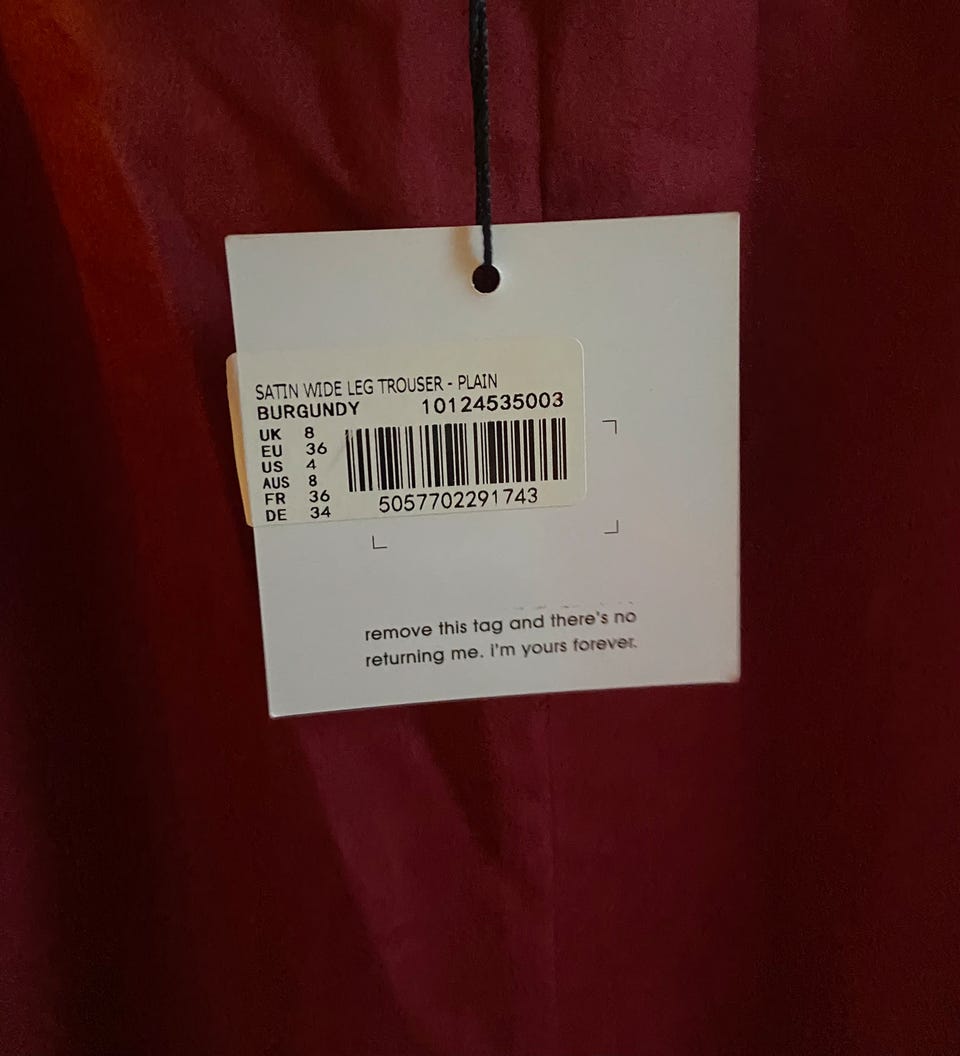 SATIN WIDE LEG TROUSER - PLAIN
BURGUNDY 10124535003
UK 8
EU 36
US 4
AUS 8
FR 36
DE 34
5057702291743
remove this tag and there's no
returning me. i'm yours forever.